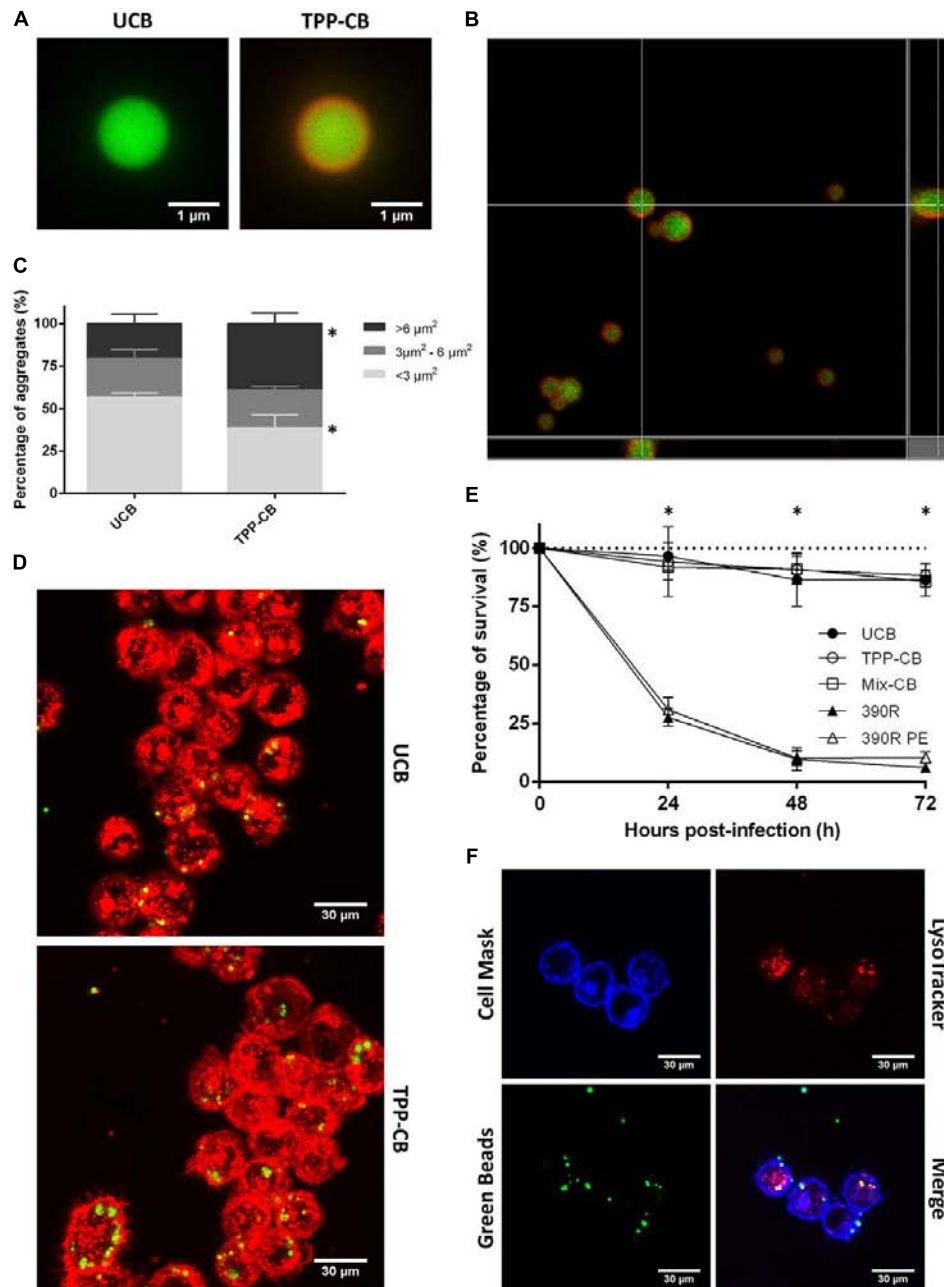 A
UCB
TPP-CB
1 µm
1 µm
B
C
Percentage of aggregates (%)
100
75
50
25
0
UCB
TPP-CB
*
*
>6 µm²
3µm² - 6 µm²
<3 µm²
D
UCB
30 µm
TPP-CB
30 µm
E
Percentage of survival (%)
100
75
50
25
0
* * *
UCB
TPP-CB
Mix-CB
390R
390R PE
0 24 48 72
Hours post-infection (h)
F
Cell Mask
30 µm
LysoTracker
30 µm
Green Beads
30 µm
Merge
30 µm